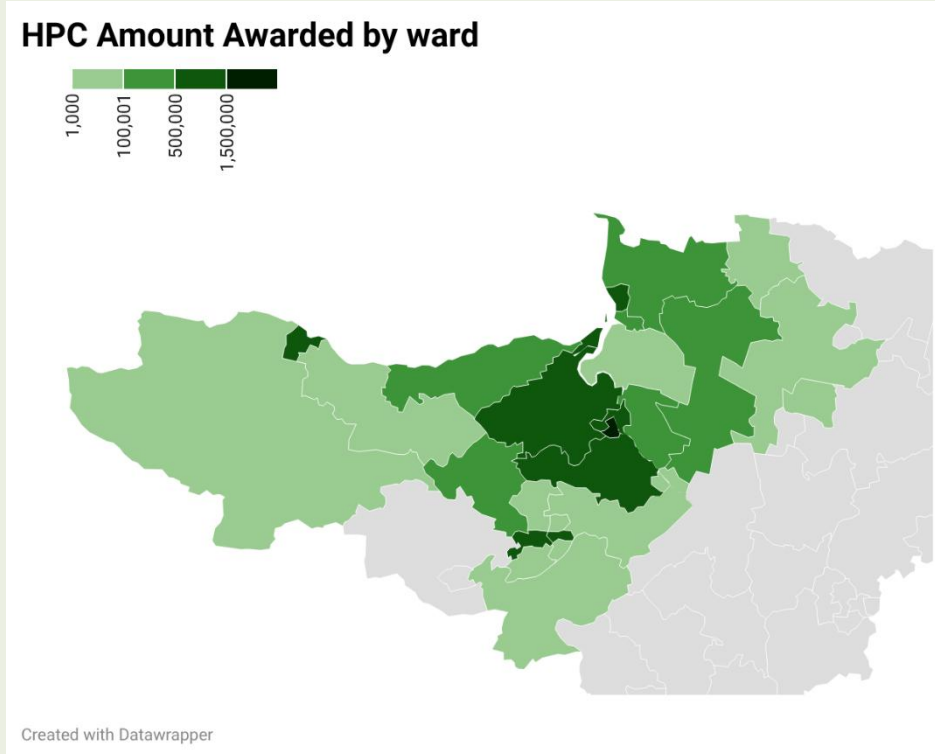 HPC Amount Awarded by ward
1,000
100,001
500,000
1,500,000
Created with Datawrapper